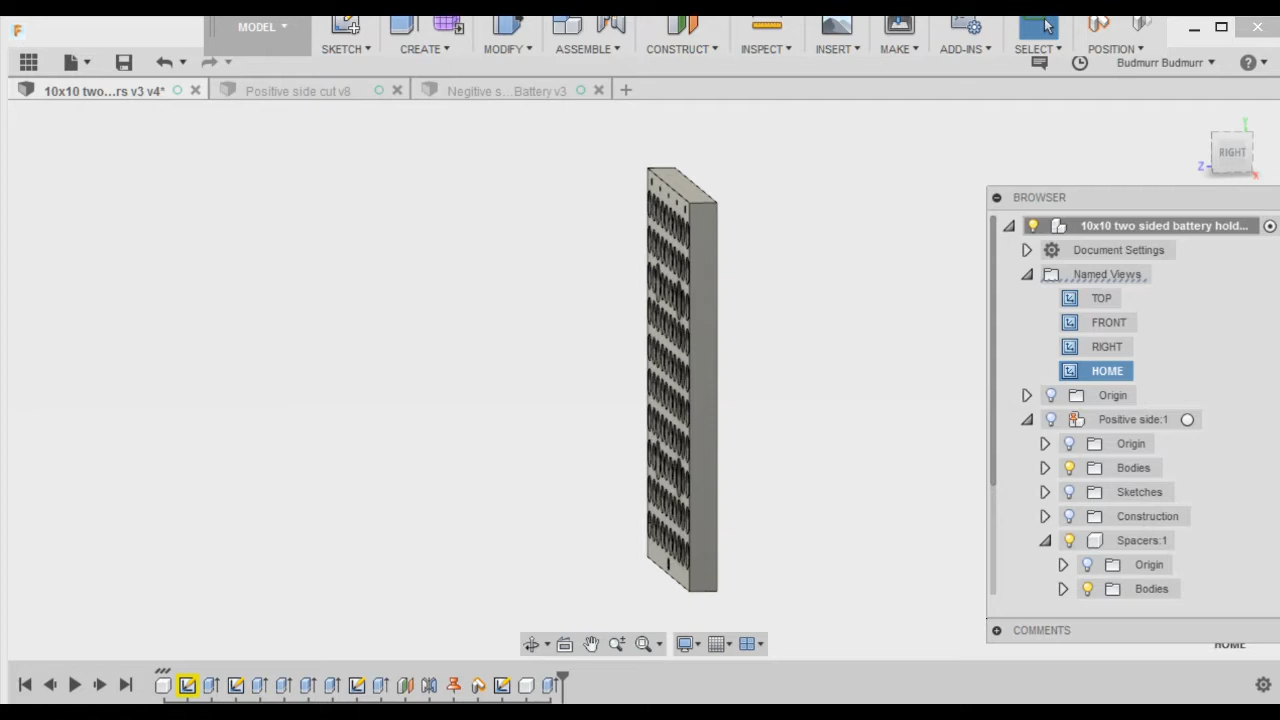 F
MODEL
SKETCH CREATE MODIFY ASSEMBLE CONSTRUCT INSPECT INSERT MAKE ADD-INS SELECT POSITION
Budmurr Budmurr
10x10 two...rs v3 v4* Positive side cut v8 Negitive s...Battery v3
RIGHT
Y
Z
X
BROWSER
10x10 two sided battery hold...
Document Settings
Named Views
TOP
FRONT
RIGHT
HOME
Origin
Positive side:1
Origin
Bodies
Sketches
Construction
Spacers:1
Origin
Bodies
COMMENTS
HOME